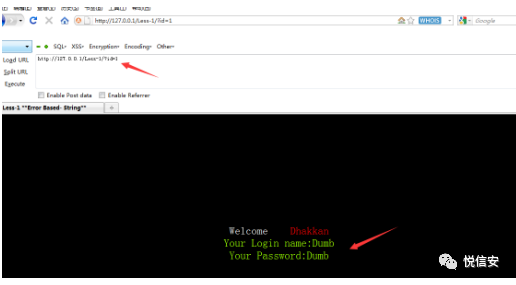 http://127.0.0.1/Less-1/?id=1
WHOIS
Google
SQL▾ XSS▾ Encryption▾ Encoding▾ Other▾
Load URL
http://127.0.0.1/Less-1/?id=1
Split URL
Execute
Enable Post data Enable Referrer
Less-1 **Error Based- String**
Welcome Dhakkan
Your Login name:Dumb
Your Password:Dumb
悦信安